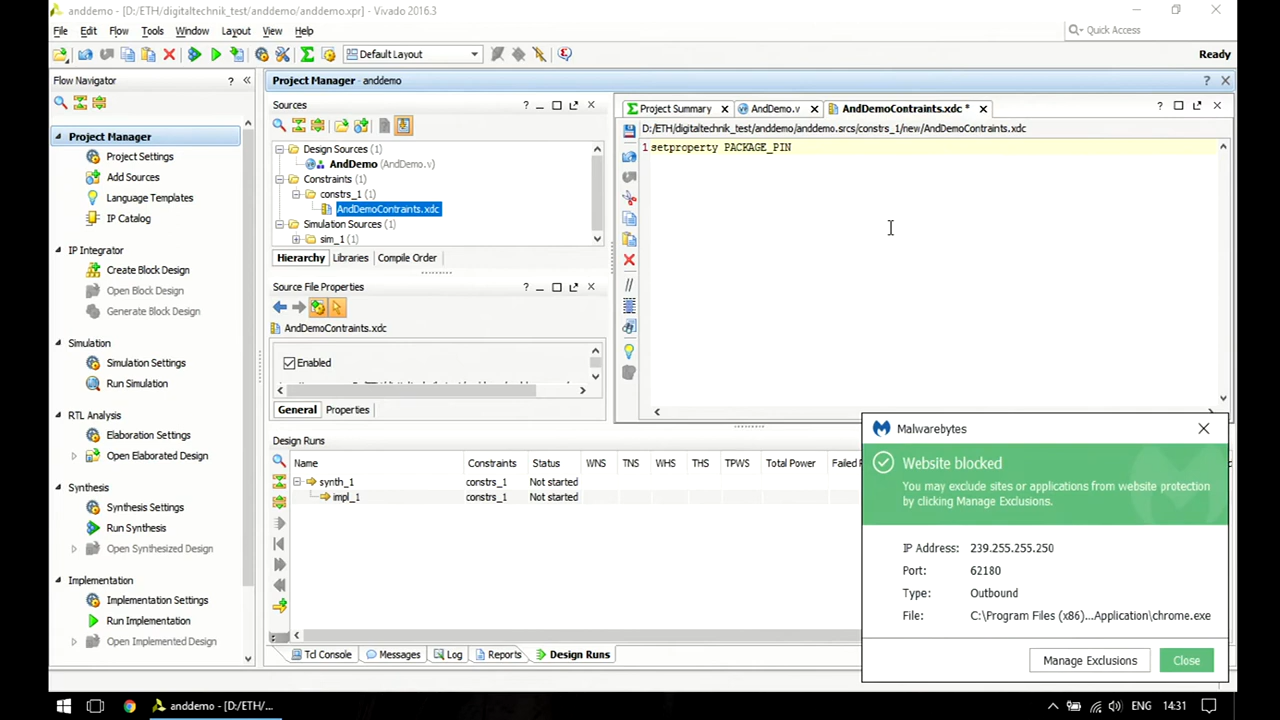 anddemo - [D:/ETH/digitaltechnik_test/anddemo/anddemo.xpr] - Vivado 2016.3
File Edit Flow Tools Window Layout View Help
Quick Access
Default Layout
Ready
Flow Navigator
Project Manager
Project Settings
Add Sources
Language Templates
IP Catalog
IP Integrator
Create Block Design
Open Block Design
Generate Block Design
Simulation
Simulation Settings
Run Simulation
RTL Analysis
Elaboration Settings
Open Elaborated Design
Synthesis
Synthesis Settings
Run Synthesis
Open Synthesized Design
Implementation
Implementation Settings
Run Implementation
Open Implemented Design
Project Manager - anddemo
Sources
Design Sources (1)
AndDemo (AndDemo.v)
Constraints (1)
constrs_1 (1)
AndDemoContraints.xdc
Simulation Sources (1)
sim_1 (1)
Hierarchy Libraries Compile Order
Source File Properties
AndDemoContraints.xdc
Enabled
General Properties
Project Summary AndDemo.v AndDemoContraints.xdc *
D:/ETH/digitaltechnik_test/anddemo/anddemo.srcs/constrs_1/new/AndDemoContraints.xdc
1 setproperty PACKAGE_PIN
Design Runs
Name Constraints Status WNS TNS WHS THS TPWS Total Power Failed
synth_1 constrs_1 Not started
impl_1 constrs_1 Not started
Tcl Console Messages Log Reports Design Runs
Malwarebytes
Website blocked
You may exclude sites or applications from website protection
by clicking Manage Exclusions.
IP Address: 239.255.255.250
Port: 62180
Type: Outbound
File: C:\Program Files (x86)...Application\chrome.exe
Manage Exclusions Close
anddemo - [D:/ETH/...
ENG 14:31